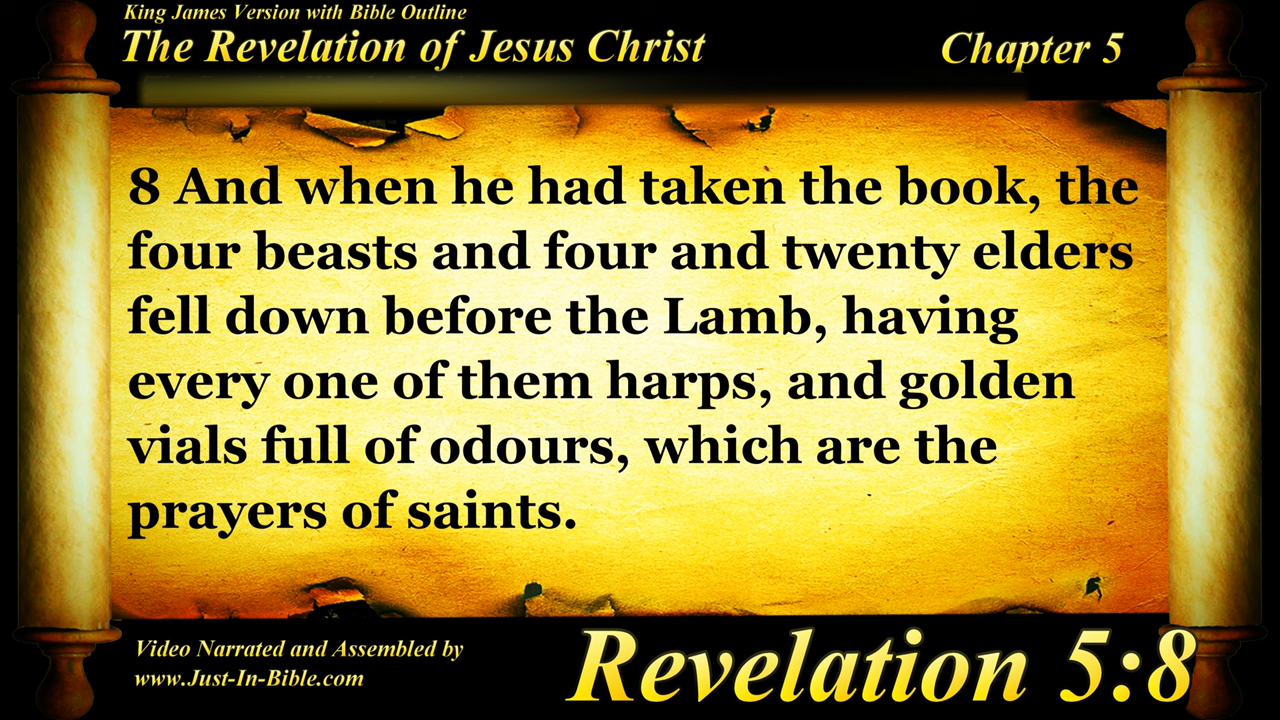 King James Version with Bible Outline
The Revelation of Jesus Christ
Chapter 5
8 And when he had taken the book, the
four beasts and four and twenty elders
fell down before the Lamb, having
every one of them harps, and golden
vials full of odours, which are the
prayers of saints.
Video Narrated and Assembled by
www.Just-In-Bible.com
Revelation 5:8